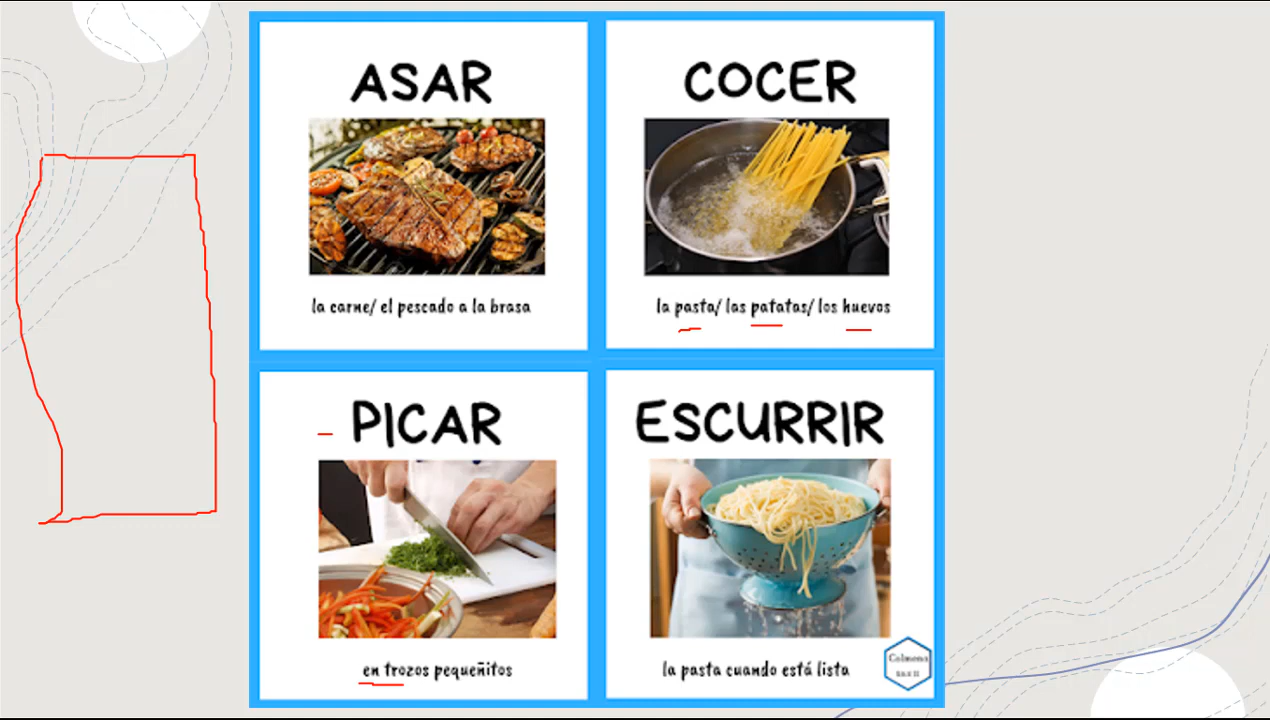 ASAR
la carne/ el pescado a la brasa
COCER
la pasta/ las patatas/ los huevos
PICAR
en trozos pequeñitos
ESCURRIR
la pasta cuando está lista